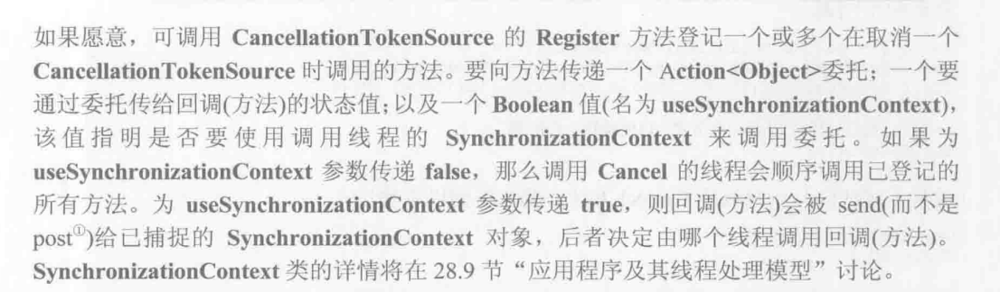 如果愿意，可调用 CancellationTokenSource 的 Register 方法登记一个或多个在取消一个
CancellationTokenSource 时调用的方法。要向方法传递一个 Action<Object>委托；一个要
通过委托传给回调(方法)的状态值；以及一个 Boolean 值(名为 useSynchronizationContext)，
该值指明是否要使用调用线程的 SynchronizationContext 来调用委托。如果为
useSynchronizationContext 参数传递 false，那么调用 Cancel 的线程会顺序调用已登记的
所有方法。为 useSynchronizationContext 参数传递 true，则回调(方法)会被 send(而不是
post①)给已捕捉的 SynchronizationContext 对象，后者决定由哪个线程调用回调(方法)。
SynchronizationContext 类的详情将在 28.9 节“应用程序及其线程处理模型”讨论。